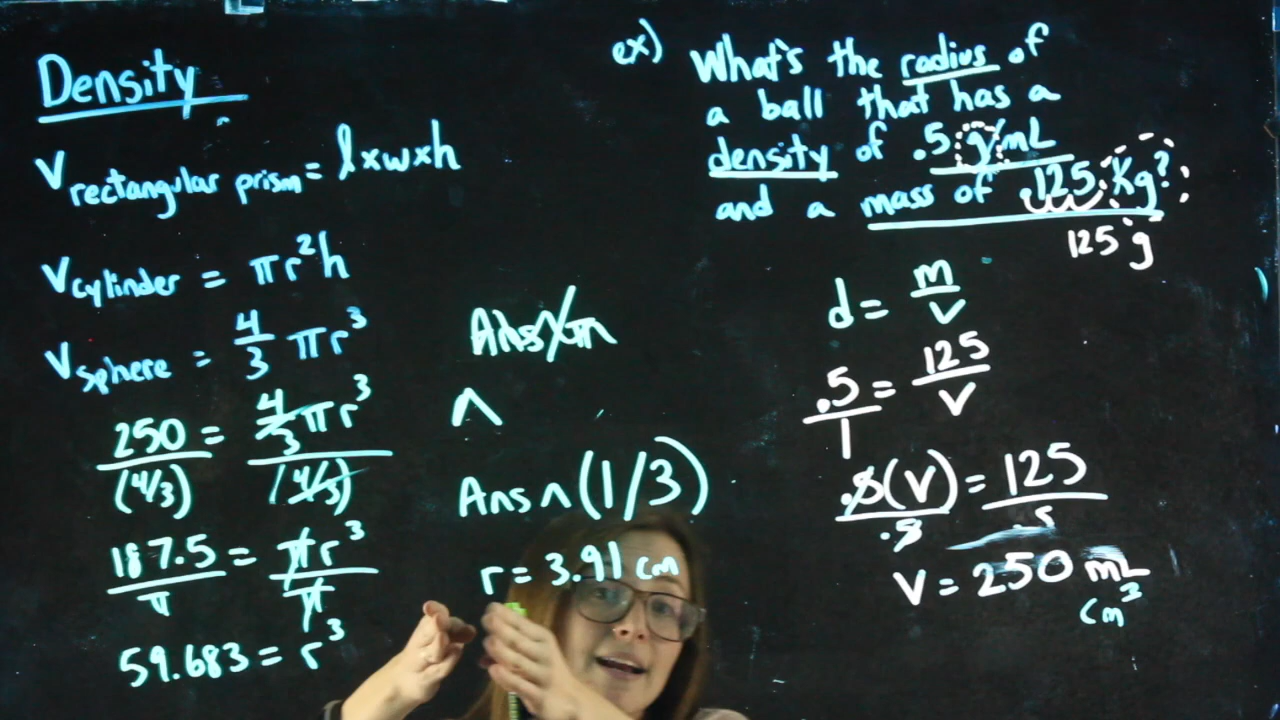 Density
V rectangular prism = l x w x h
V cylinder = πr²h
V sphere = 4/3 πr³
250/(4/3) = 4/3 πr³/(4/3)
187.5/π = πr³/π
59.683 = r³
^
Ans^(1/3)
r = 3.91 cm
ex) What's the radius of
a ball that has a
density of .5 g/mL
and a mass of .125 Kg?
125 g
d = m/V
.5/1 = 125/V
.5(V)/.5 = 125/.5
V = 250 mL
cm³